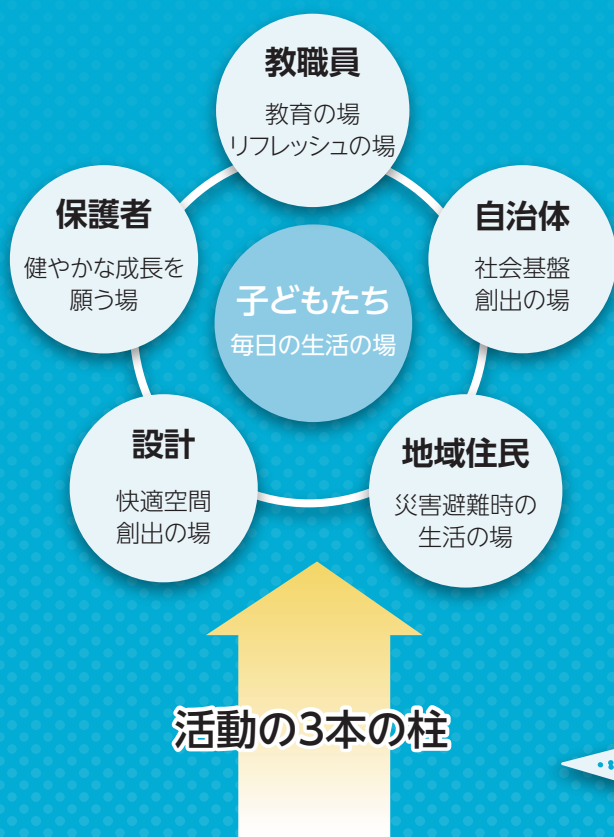 教職員
教育の場
リフレッシュの場
保護者
健やかな成長を
願う場
自治体
社会基盤
創出の場
子どもたち
毎日の生活の場
設計
快適空間
創出の場
地域住民
災害避難時の
生活の場
活動の3本の柱